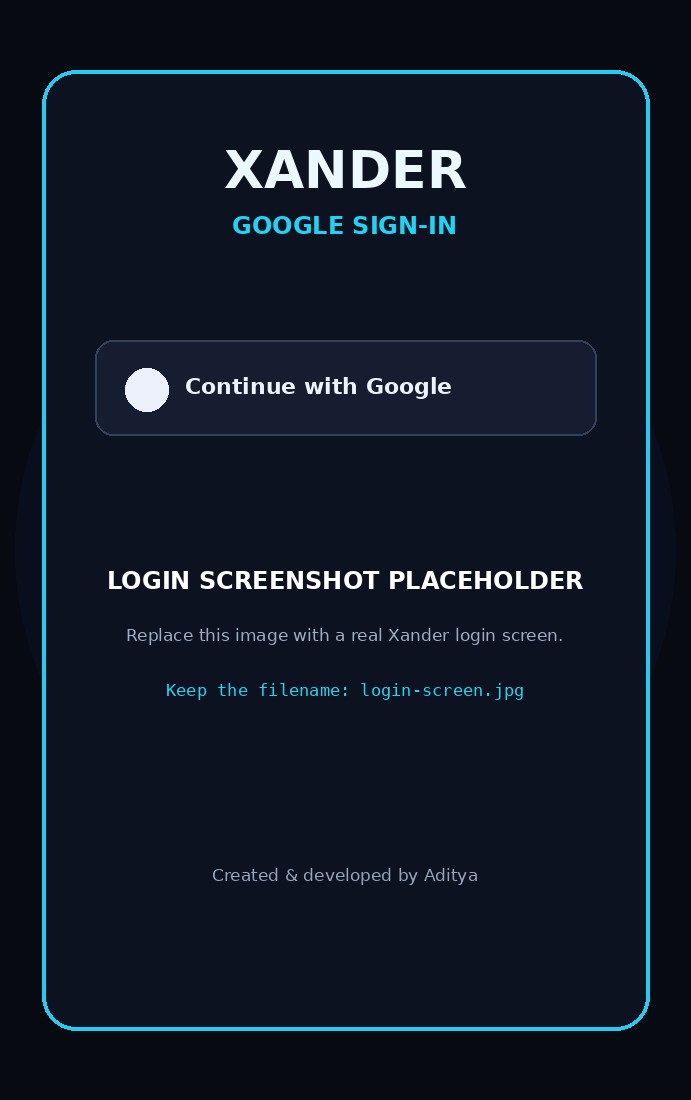 XANDER
GOOGLE SIGN-IN
Continue with Google
LOGIN SCREENSHOT PLACEHOLDER
Replace this image with a real Xander login screen.
Keep the filename: login-screen.jpg
Created & developed by Aditya